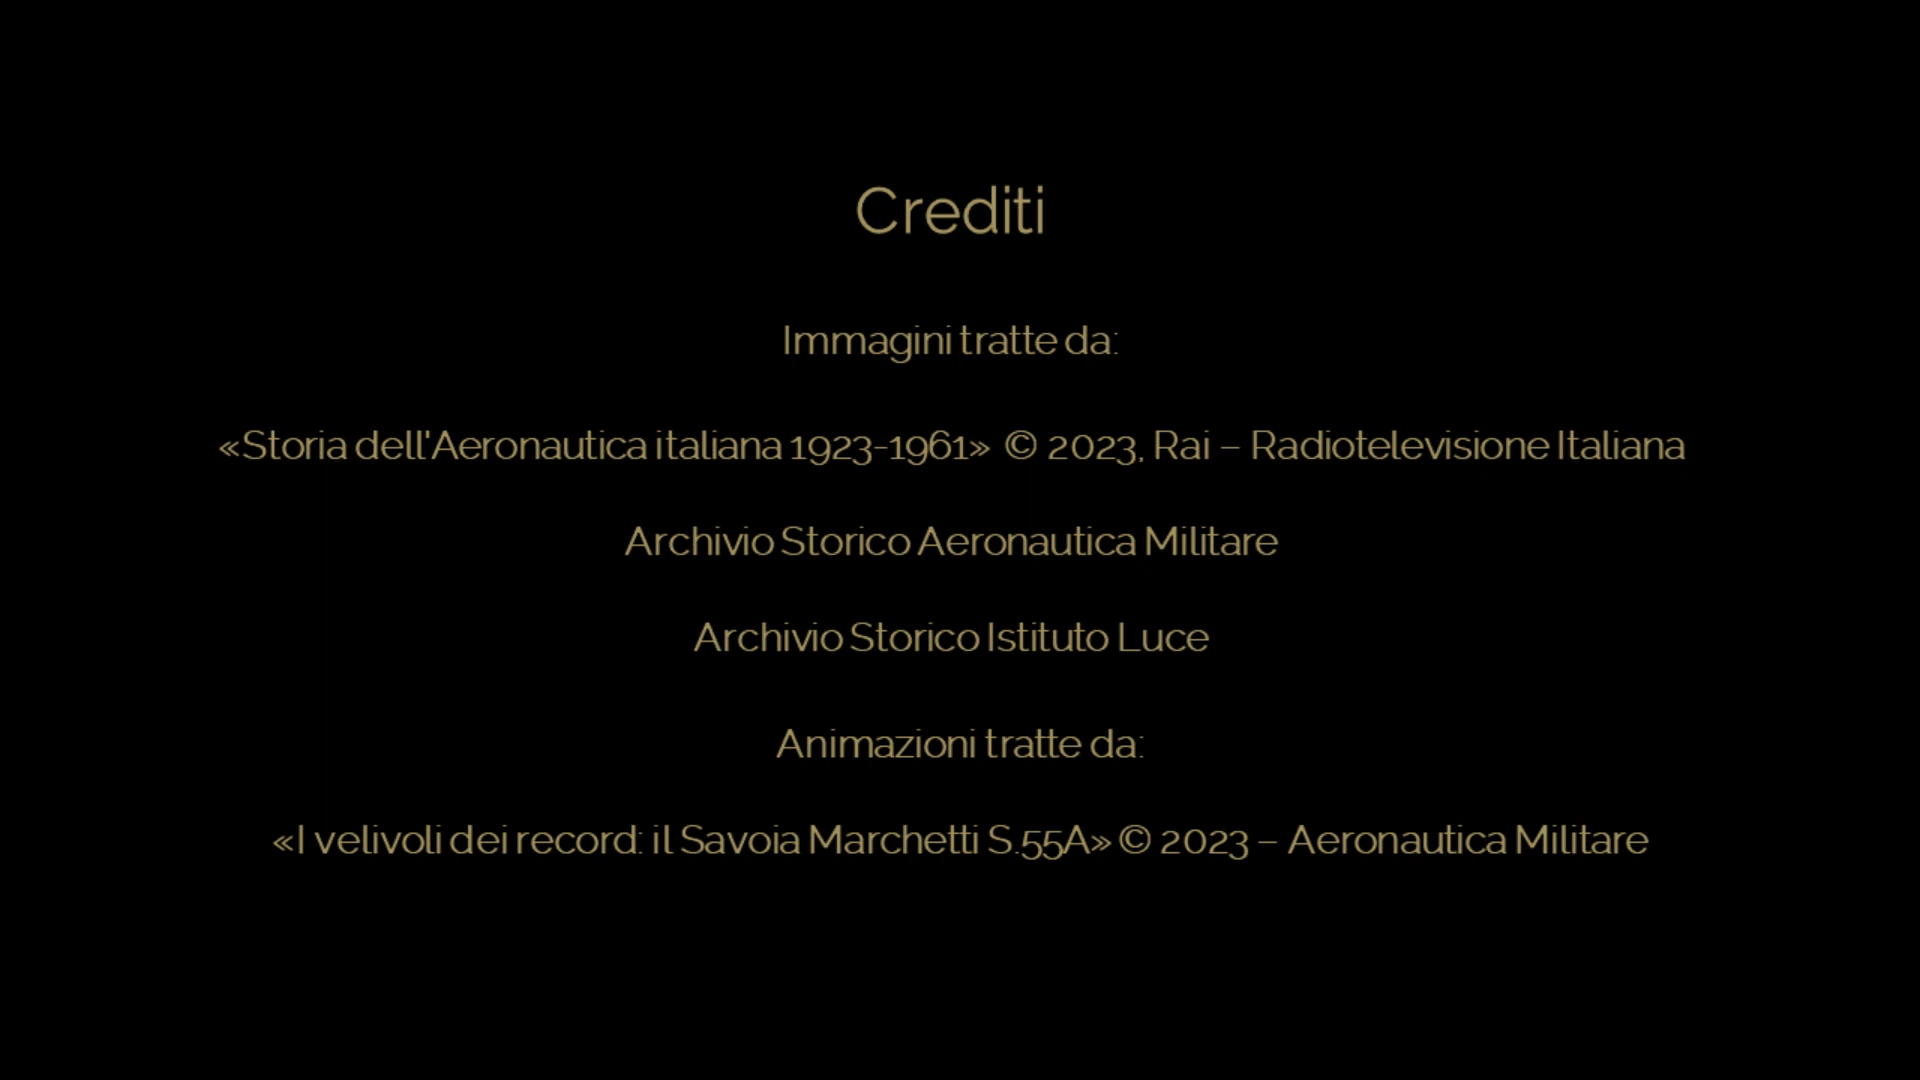 Crediti
Immagini tratte da:
«Storia dell'Aeronautica italiana 1923-1961» © 2023, Rai – Radiotelevisione Italiana
Archivio Storico Aeronautica Militare
Archivio Storico Istituto Luce
Animazioni tratte da:
«I velivoli dei record: il Savoia Marchetti S.55A» © 2023 – Aeronautica Militare